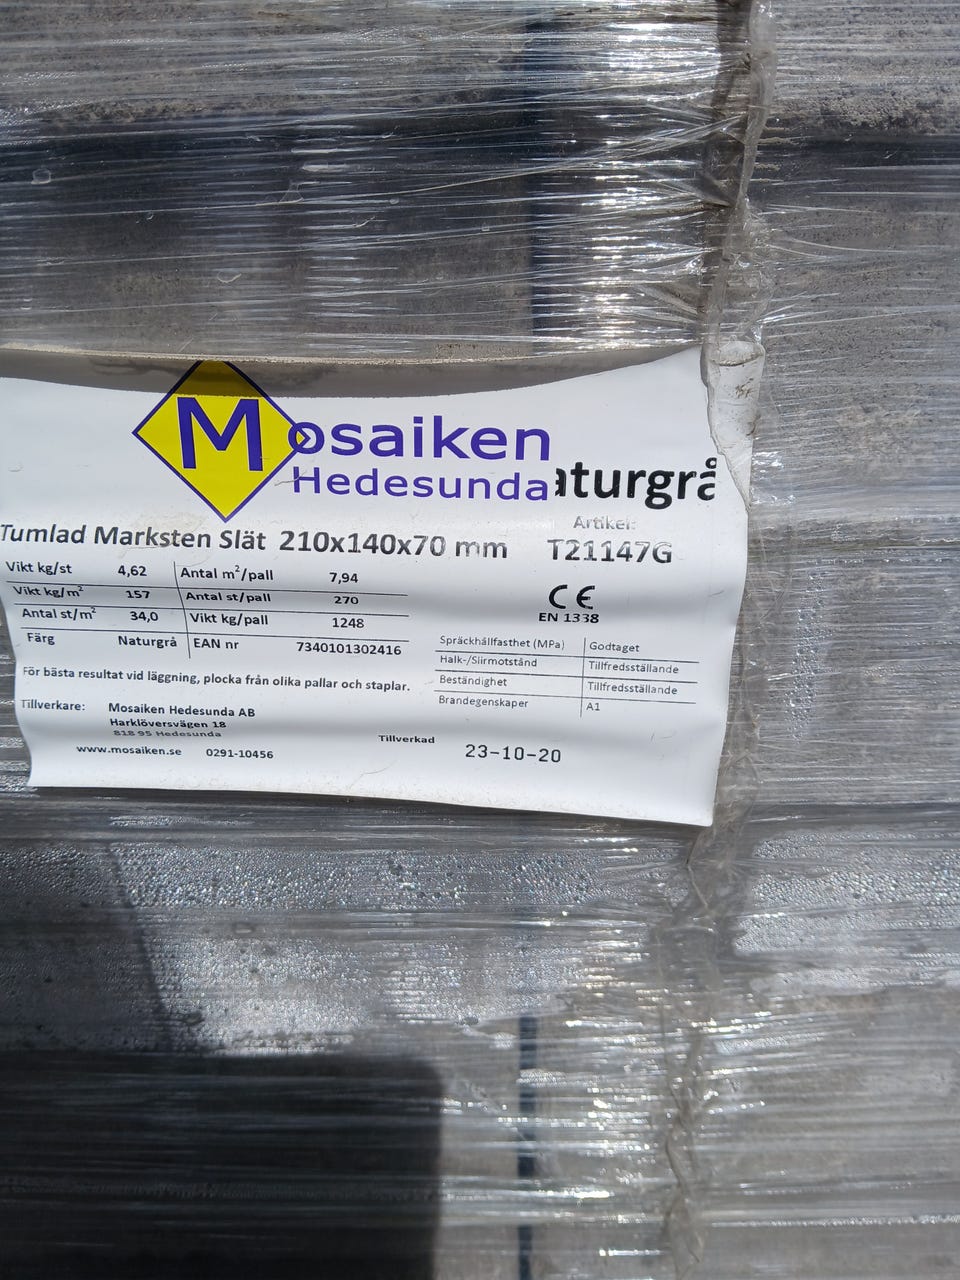 Mosaiken
Hedesunda
aturgrå
Tumlad Marksten Slät 210x140x70 mm
Artikel:
T21147G
Vikt kg/st 4,62 Antal m²/pall 7,94
Vikt kg/m² 157 Antal st/pall 270
Antal st/m² 34,0 Vikt kg/pall 1248
Färg Naturgrå EAN nr 7340101302416
CE
EN 1338
Spräckhållfasthet (MPa) Godtaget
Halk-/Slirmotstånd Tillfredsställande
Beständighet Tillfredsställande
Brandegenskaper A1
För bästa resultat vid läggning, plocka från olika pallar och staplar.
Tillverkare: Mosaiken Hedesunda AB
Harklöversvägen 18
818 95 Hedesunda
www.mosaiken.se 0291-10456
Tillverkad 23-10-20